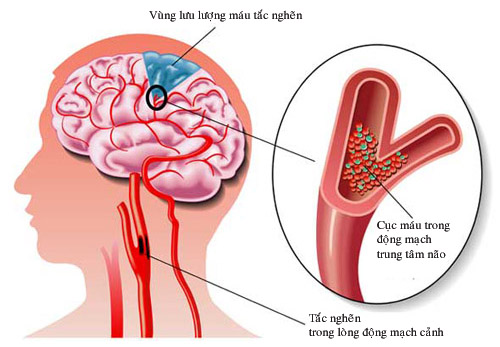 Vùng lưu lượng máu tắc nghẽn
Cục máu trong
động mạch
trung tâm não
Tắc nghẽn
trong lòng động mạch cảnh